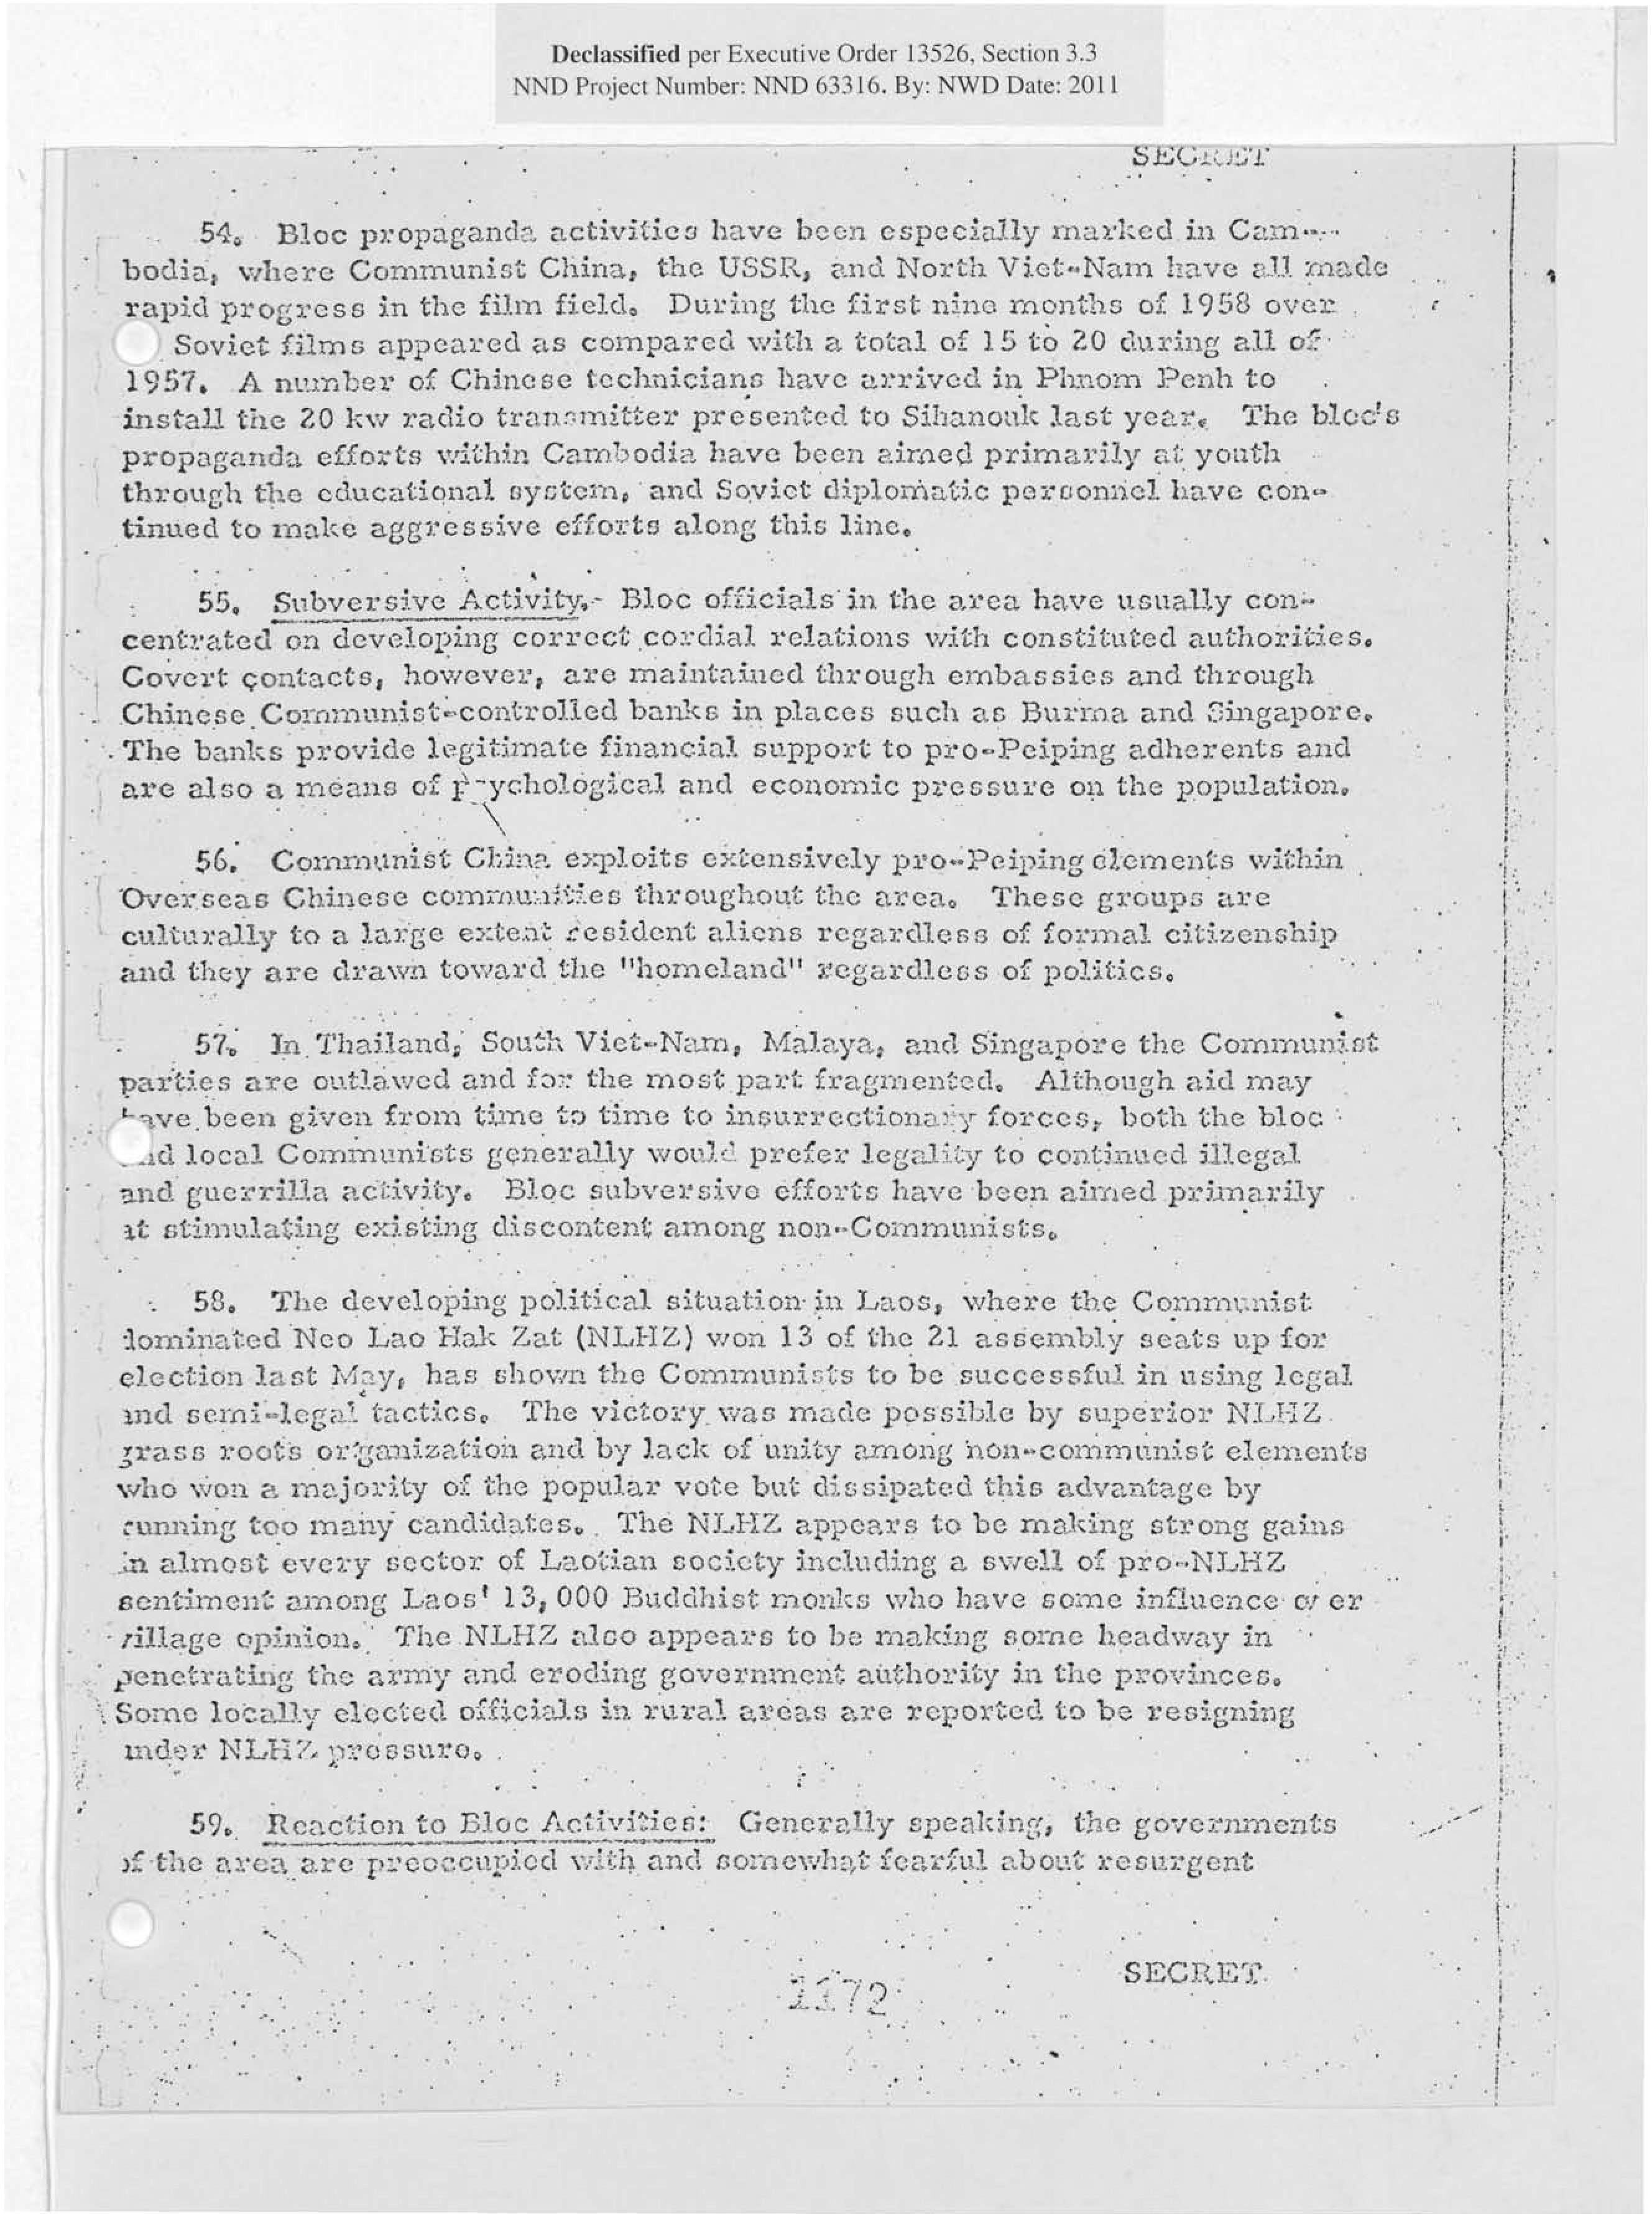 Declassified per Executive Order 13526, Section 3.3
NND Project Number: NND 63316. By: NWD Date: 2011
SECRET
54. Bloc propaganda activities have been especially marked in Cam-
bodia, where Communist China, the USSR, and North Viet-Nam have all made
rapid progress in the film field. During the first nine months of 1958 over
Soviet films appeared as compared with a total of 15 to 20 during all of
1957. A number of Chinese technicians have arrived in Phnom Penh to
install the 20 kw radio transmitter presented to Sihanouk last year. The bloc's
propaganda efforts within Cambodia have been aimed primarily at youth
through the educational system, and Soviet diplomatic personnel have con-
tinued to make aggressive efforts along this line.
55. Subversive Activity.- Bloc officials in the area have usually con-
centrated on developing correct cordial relations with constituted authorities.
Covert contacts, however, are maintained through embassies and through
Chinese Communist-controlled banks in places such as Burma and Singapore.
The banks provide legitimate financial support to pro-Peiping adherents and
are also a means of psychological and economic pressure on the population.
56. Communist China exploits extensively pro-Peiping elements within
Overseas Chinese communities throughout the area. These groups are
culturally to a large extent resident aliens regardless of formal citizenship
and they are drawn toward the "homeland" regardless of politics.
57. In Thailand, South Viet-Nam, Malaya, and Singapore the Communist
parties are outlawed and for the most part fragmented. Although aid may
have been given from time to time to insurrectionary forces, both the bloc
and local Communists generally would prefer legality to continued illegal
and guerrilla activity. Bloc subversive efforts have been aimed primarily
at stimulating existing discontent among non-Communists.
58. The developing political situation in Laos, where the Communist
dominated Neo Lao Hak Zat (NLHZ) won 13 of the 21 assembly seats up for
election last May, has shown the Communists to be successful in using legal
and semi-legal tactics. The victory was made possible by superior NLHZ
grass roots organization and by lack of unity among non-communist elements
who won a majority of the popular vote but dissipated this advantage by
running too many candidates. The NLHZ appears to be making strong gains
in almost every sector of Laotian society including a swell of pro-NLHZ
sentiment among Laos' 13,000 Buddhist monks who have some influence over
village opinion. The NLHZ also appears to be making some headway in
penetrating the army and eroding government authority in the provinces.
Some locally elected officials in rural areas are reported to be resigning
under NLHZ pressure.
59. Reaction to Bloc Activities: Generally speaking, the governments
of the area are preoccupied with and somewhat fearful about resurgent
SECRET
1172